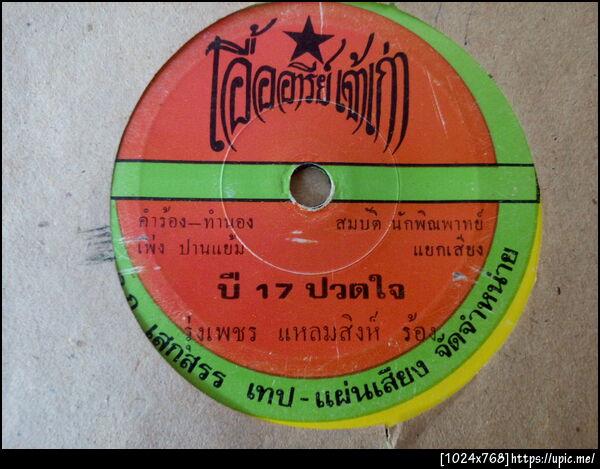 เอื้ออารีย์ เจ้าเก่า
คำร้อง-ทำนอง
สมบัติ นักพิณพาทย์
เพ่ง ปานแย้ม
แยกเสียง
บี 17 ปวดใจ
รุ่งเพชร แหลมสิงห์ ร้อง
เสกสุรร เทป-แผ่นเสียง จัดจำหน่าย
[1024x768]https://upic.me/